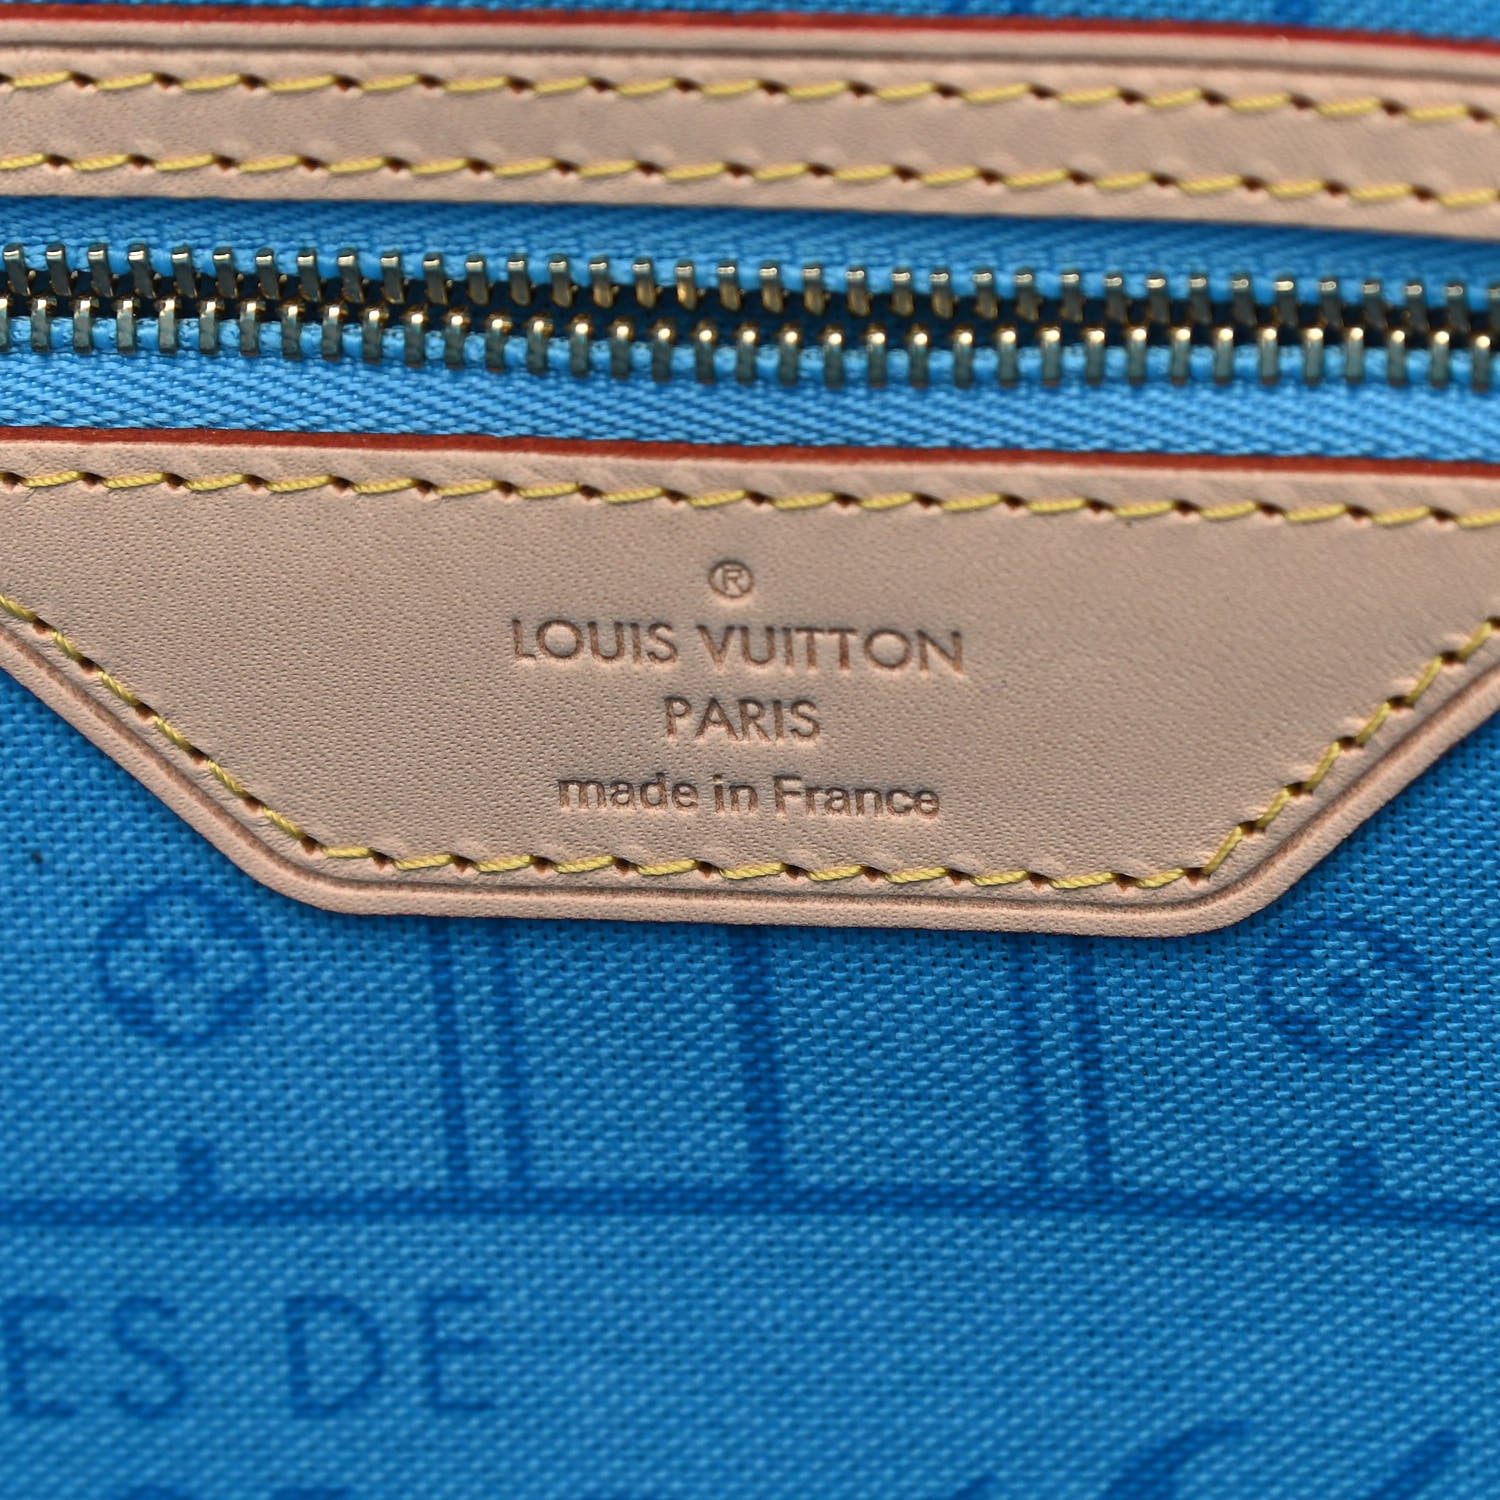 ®
LOUIS VUITTON
PARIS
made in France
ES DE